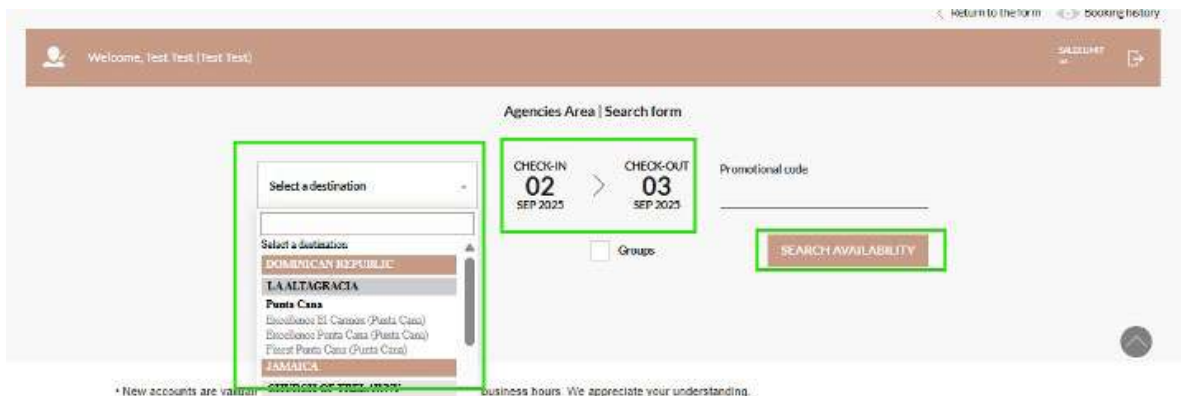 Return to the form
Booking history
Welcome, Test Test (Test Test)
Agencies Area | Search form
Select a destination
CHECK-IN
02
SEP 2025
CHECK-OUT
03
SEP 2025
Promotional code
Groups
SEARCH AVAILABILITY
Select a destination
DOMINICAN REPUBLIC
LA ALTAGRACIA
Punta Cana
Excellence El Carmen (Punta Cana)
Excellence Punta Cana (Punta Cana)
Finest Punta Cana (Punta Cana)
JAMAICA
• New accounts are
business hours. We appreciate your understanding.